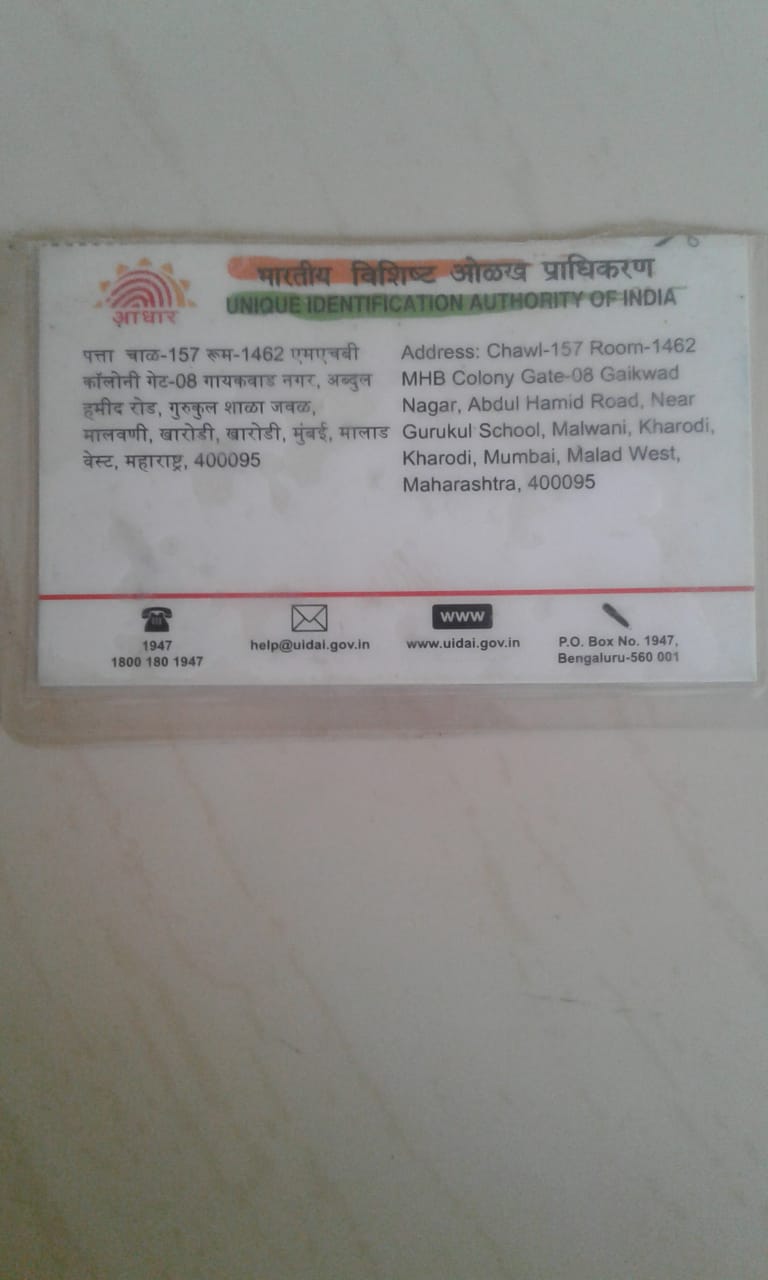 आधार
भारतीय विशिष्ट ओळख प्राधिकरण
UNIQUE IDENTIFICATION AUTHORITY OF INDIA
पत्ता चाळ-157 रूम-1462 एमएचबी
कॉलोनी गेट-08 गायकवाड नगर, अब्दुल
हमीद रोड, गुरुकुल शाळा जवळ,
मालवणी, खारोडी, खारोडी, मुंबई, मालाड
वेस्ट, महाराष्ट्र, 400095
Address: Chawl-157 Room-1462
MHB Colony Gate-08 Gaikwad
Nagar, Abdul Hamid Road, Near
Gurukul School, Malwani, Kharodi,
Kharodi, Mumbai, Malad West,
Maharashtra, 400095
1947
1800 180 1947
help@uidai.gov.in
www
www.uidai.gov.in
P.O. Box No. 1947,
Bengaluru-560 001